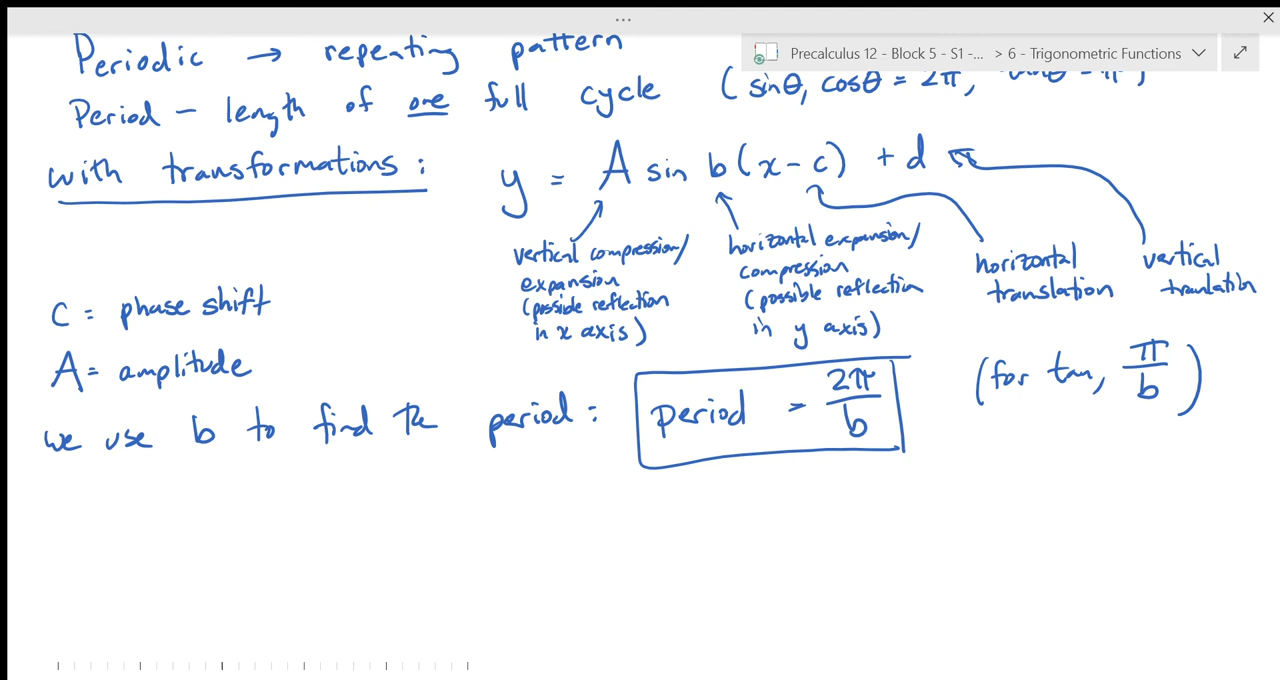 Precalculus 12 - Block 5 - S1 -... > 6 - Trigonometric Functions
Periodic → repeating pattern
Period - length of one full cycle (sinθ, cosθ = 2π, tanθ = π)
with transformations : y = A sin b(x - c) + d
vertical compression/
expansion
(possible reflection
in x axis)
horizontal expansion/
compression
(possible reflection
in y axis)
horizontal
translation
vertical
translation
C = phase shift
A = amplitude
we use b to find the period : period = 2π/b (for tan, π/b)